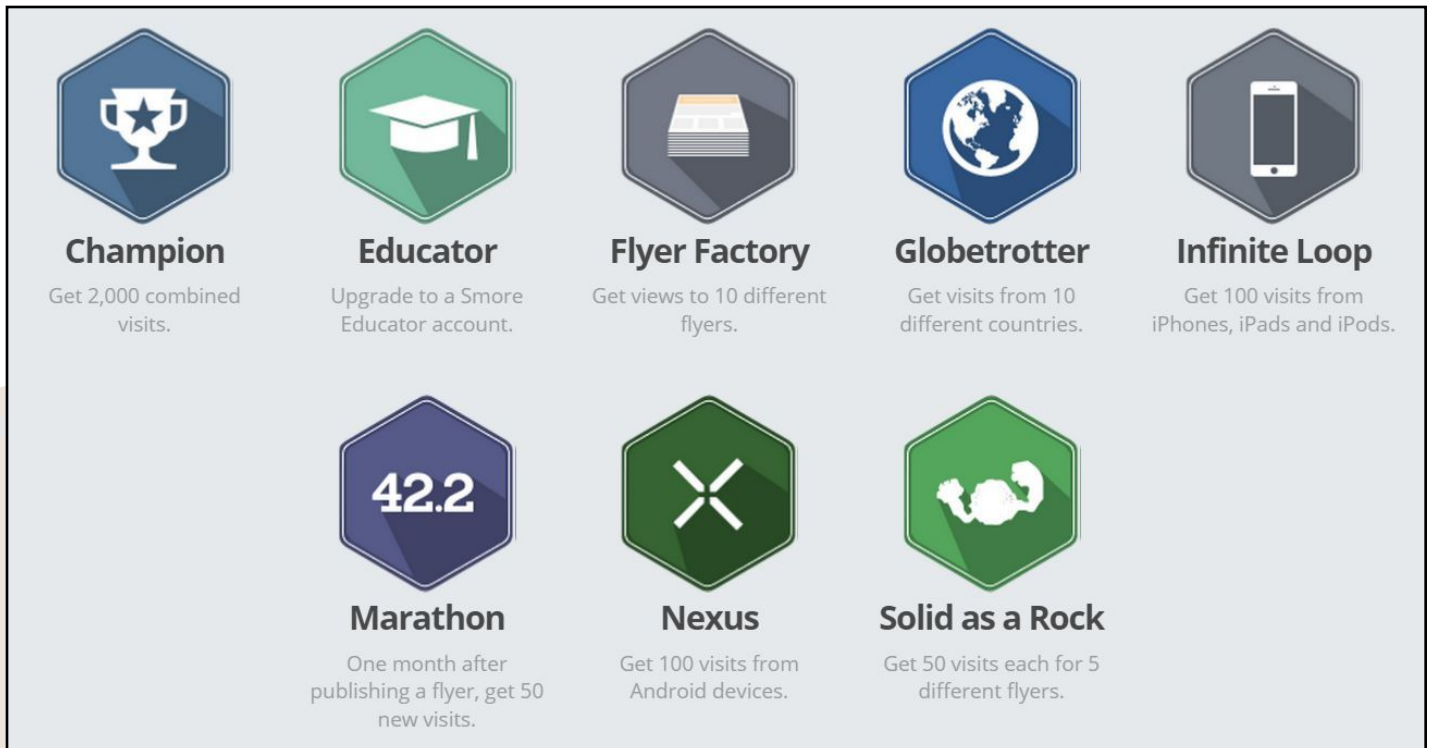 Champion
Get 2,000 combined
visits.
Educator
Upgrade to a Smore
Educator account.
Flyer Factory
Get views to 10 different
flyers.
Globetrotter
Get visits from 10
different countries.
Infinite Loop
Get 100 visits from
iPhones, iPads and iPods.
42.2
Marathon
One month after
publishing a flyer, get 50
new visits.
Nexus
Get 100 visits from
Android devices.
Solid as a Rock
Get 50 visits each for 5
different flyers.